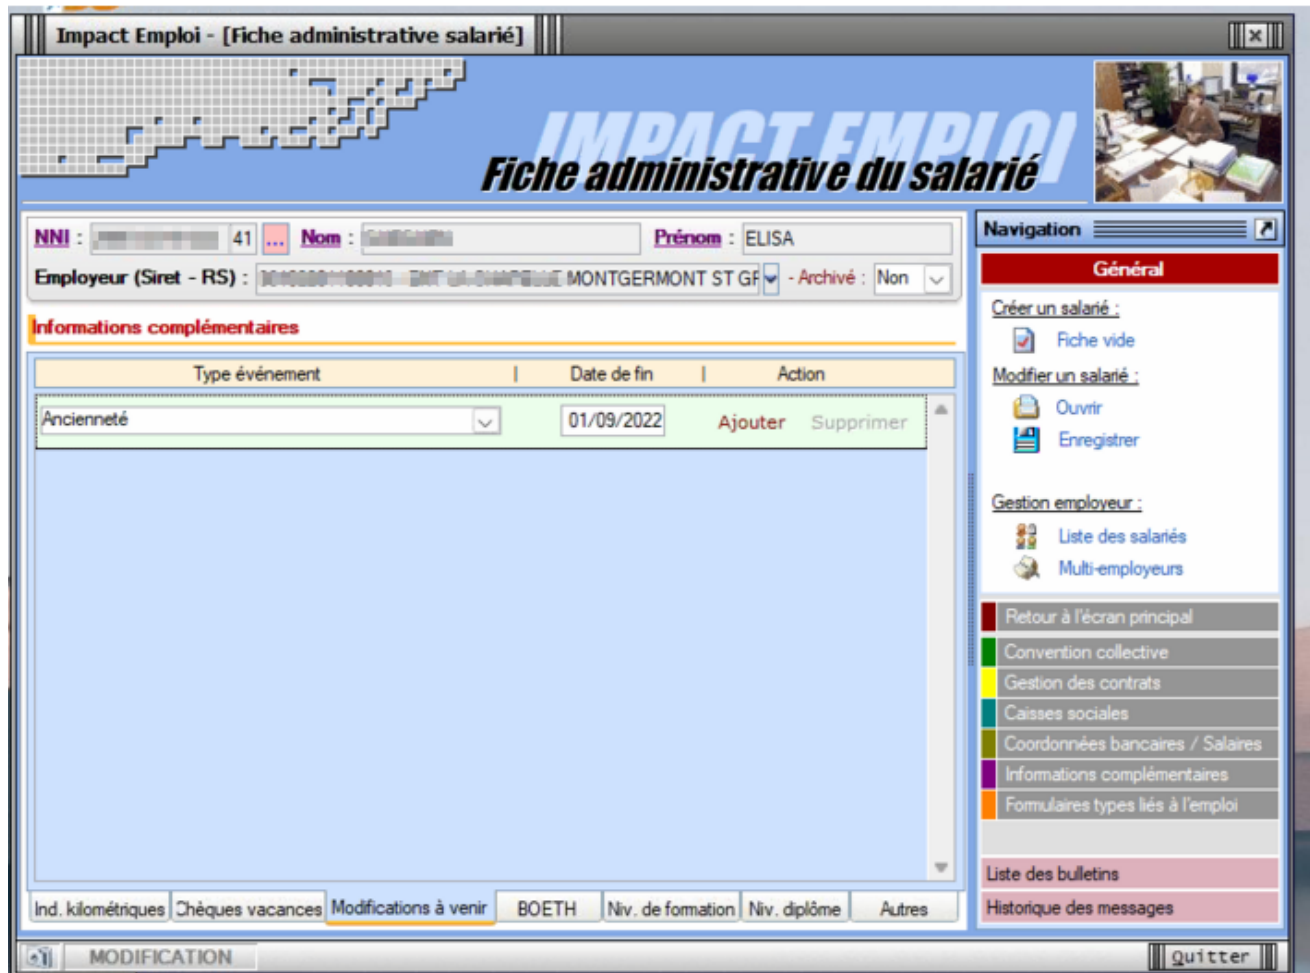 Impact Emploi - [Fiche administrative salarié]
IMPACT EMPLOI
Fiche administrative du salarié
NNI : 41 ... Nom : Prénom : ELISA
Employeur (Siret - RS) : MONTGERMONT ST GF - Archivé : Non
Informations complémentaires
Type événement | Date de fin | Action
Ancienneté 01/09/2022 Ajouter Supprimer
Ind. kilométriques Chèques vacances Modifications à venir BOETH Niv. de formation Niv. diplôme Autres
MODIFICATION
Navigation
Général
Créer un salarié :
Fiche vide
Modifier un salarié :
Ouvrir
Enregistrer
Gestion employeur :
Liste des salariés
Multi-employeurs
Retour à l'écran principal
Convention collective
Gestion des contrats
Caisses sociales
Coordonnées bancaires / Salaires
Informations complémentaires
Formulaires types liés à l'emploi
Liste des bulletins
Historique des messages
Quitter